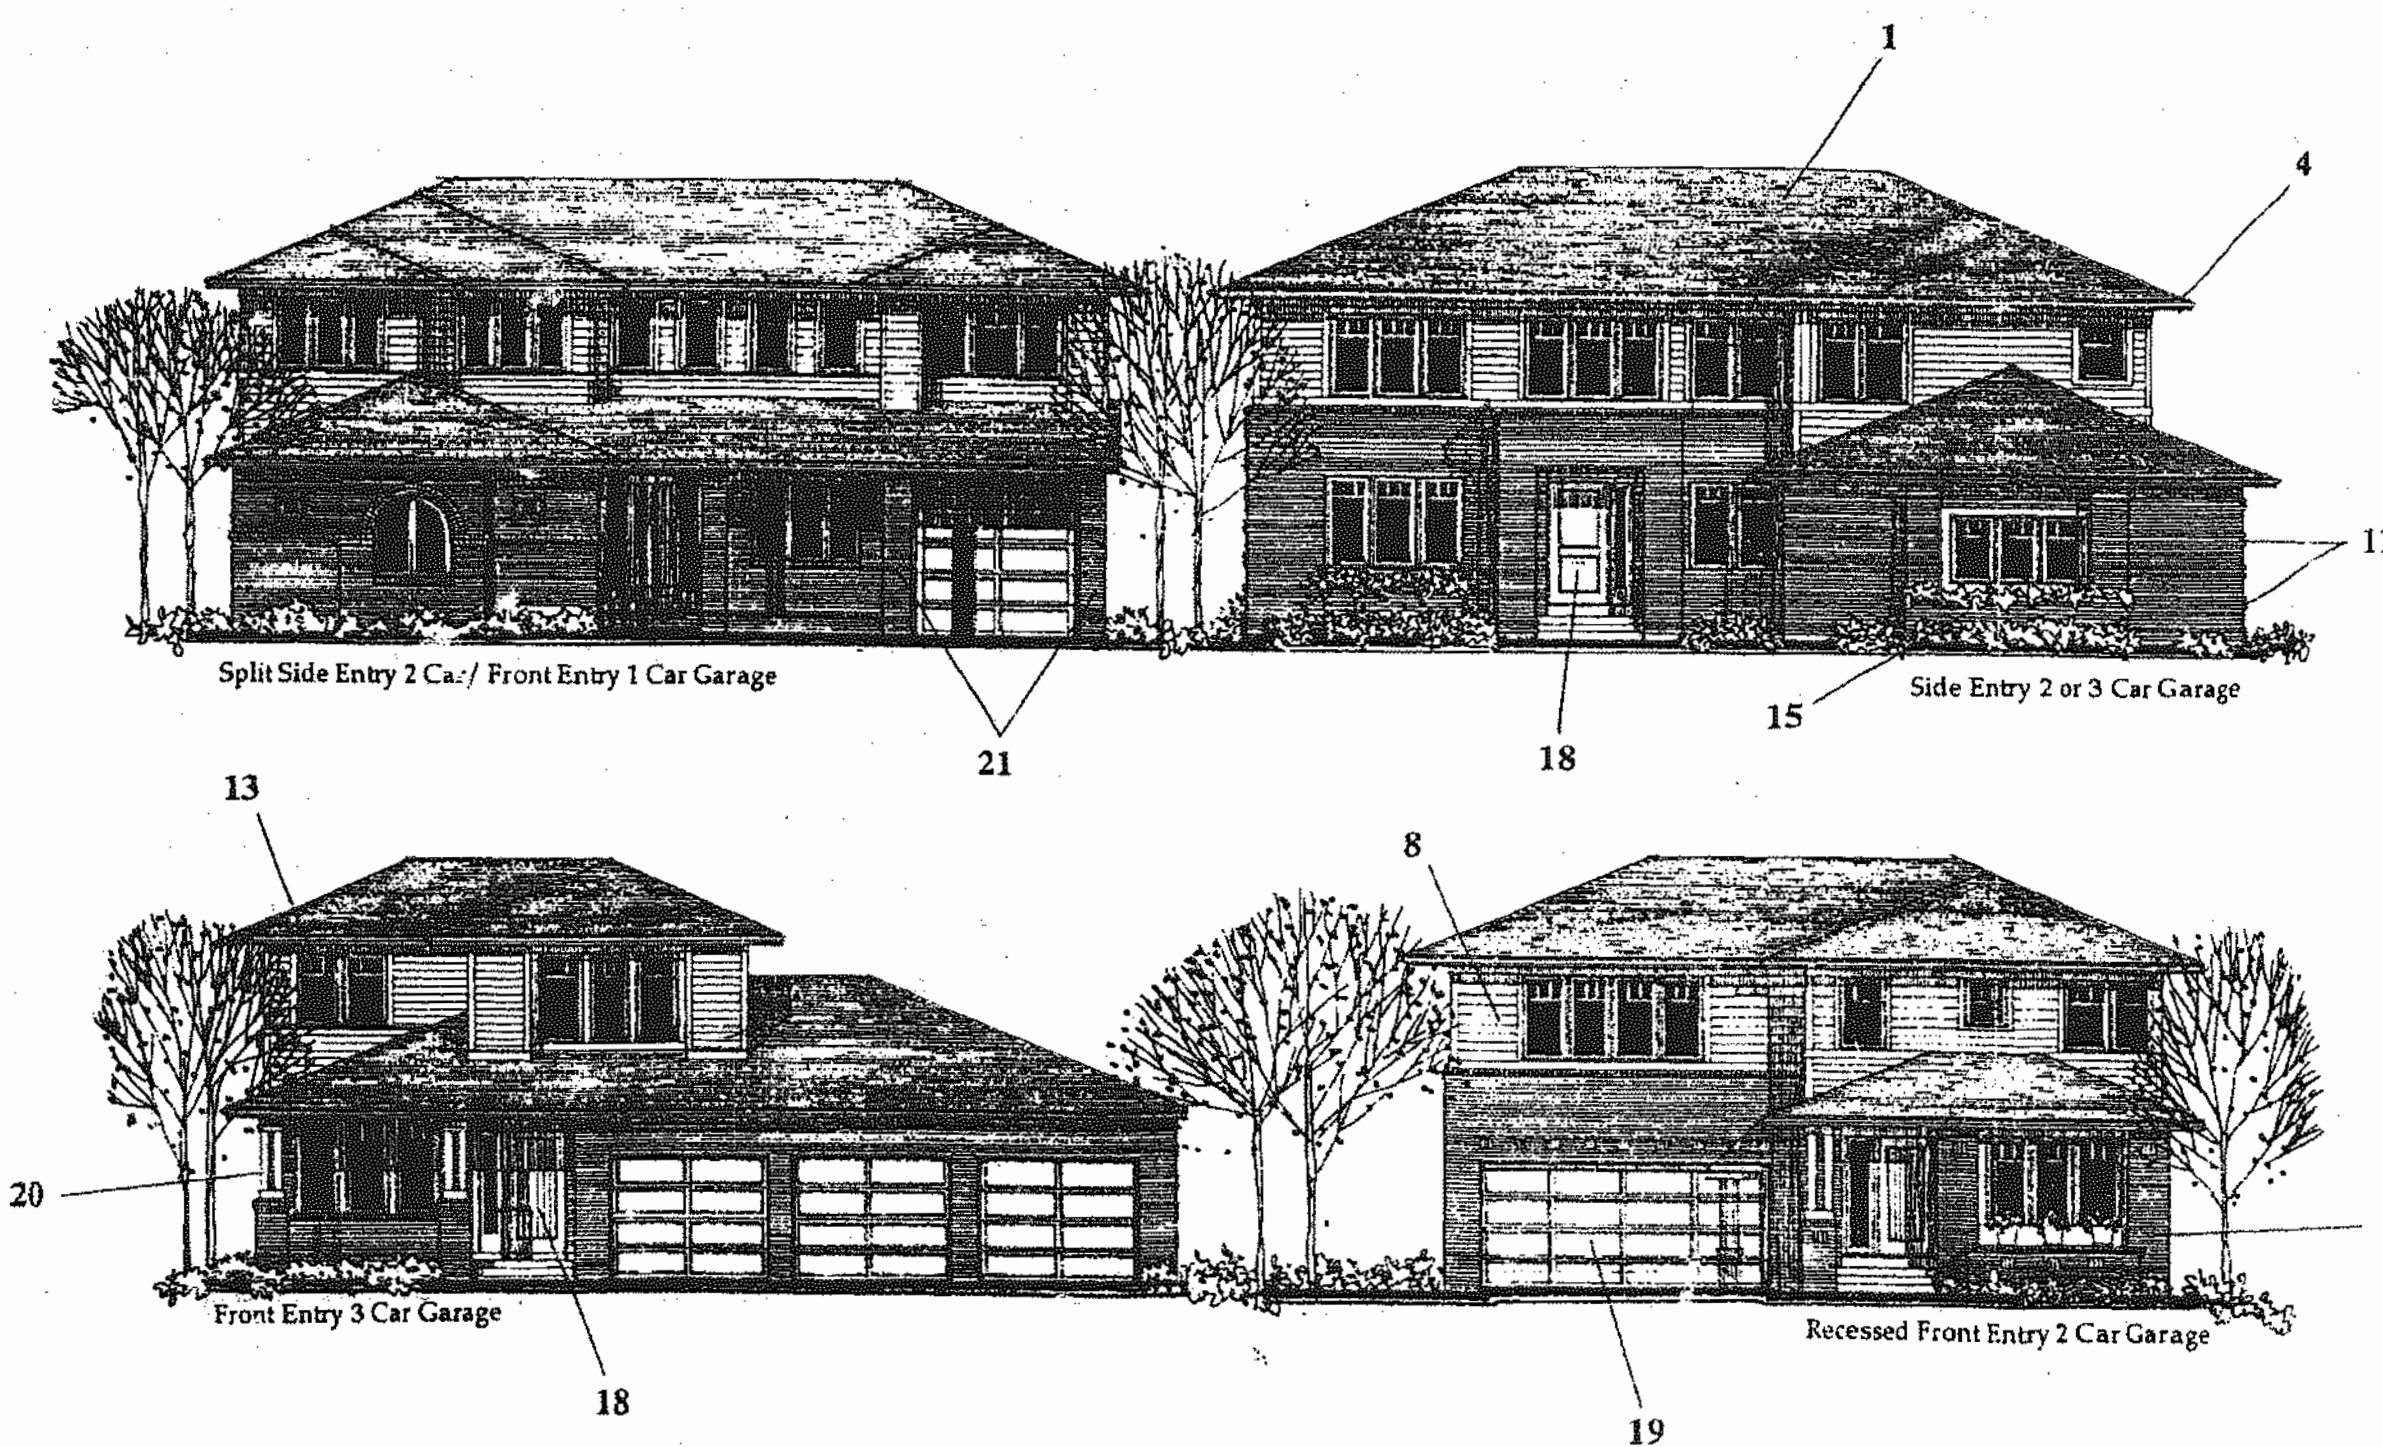 1
4
Split Side Entry 2 Car/ Front Entry 1 Car Garage
Side Entry 2 or 3 Car Garage
15
18
21
13
8
20
Front Entry 3 Car Garage
Recessed Front Entry 2 Car Garage
18
19